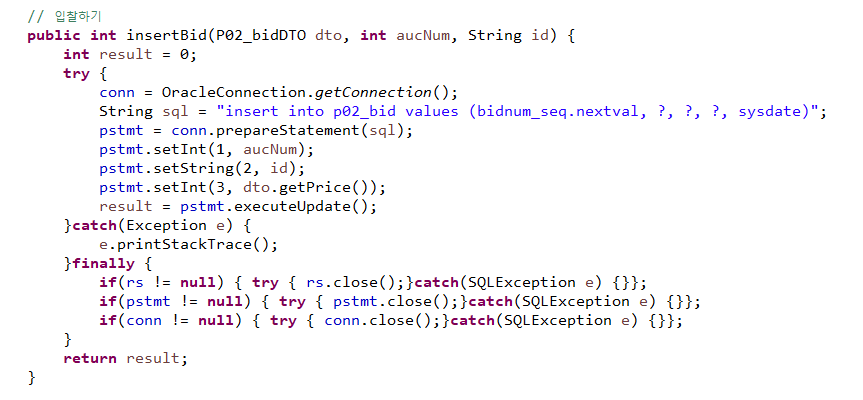 // 입찰하기
public int insertBid(P02_bidDTO dto, int aucNum, String id) {
int result = 0;
try {
conn = OracleConnection.getConnection();
String sql = "insert into p02_bid values (bidnum_seq.nextval, ?, ?, ?, sysdate)";
pstmt = conn.prepareStatement(sql);
pstmt.setInt(1, aucNum);
pstmt.setString(2, id);
pstmt.setInt(3, dto.getPrice());
result = pstmt.executeUpdate();
}catch(Exception e) {
e.printStackTrace();
}finally {
if(rs != null) { try { rs.close();}catch(SQLException e) {}};
if(pstmt != null) { try { pstmt.close();}catch(SQLException e) {}};
if(conn != null) { try { conn.close();}catch(SQLException e) {}};
}
return result;
}